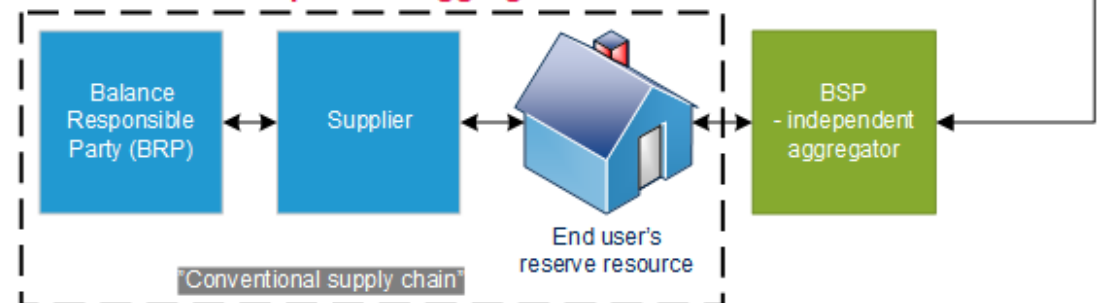 Balance
Responsible
Party (BRP)
Supplier
BSP
- independent
aggregator
End user's
reserve resource
"Conventional supply chain"